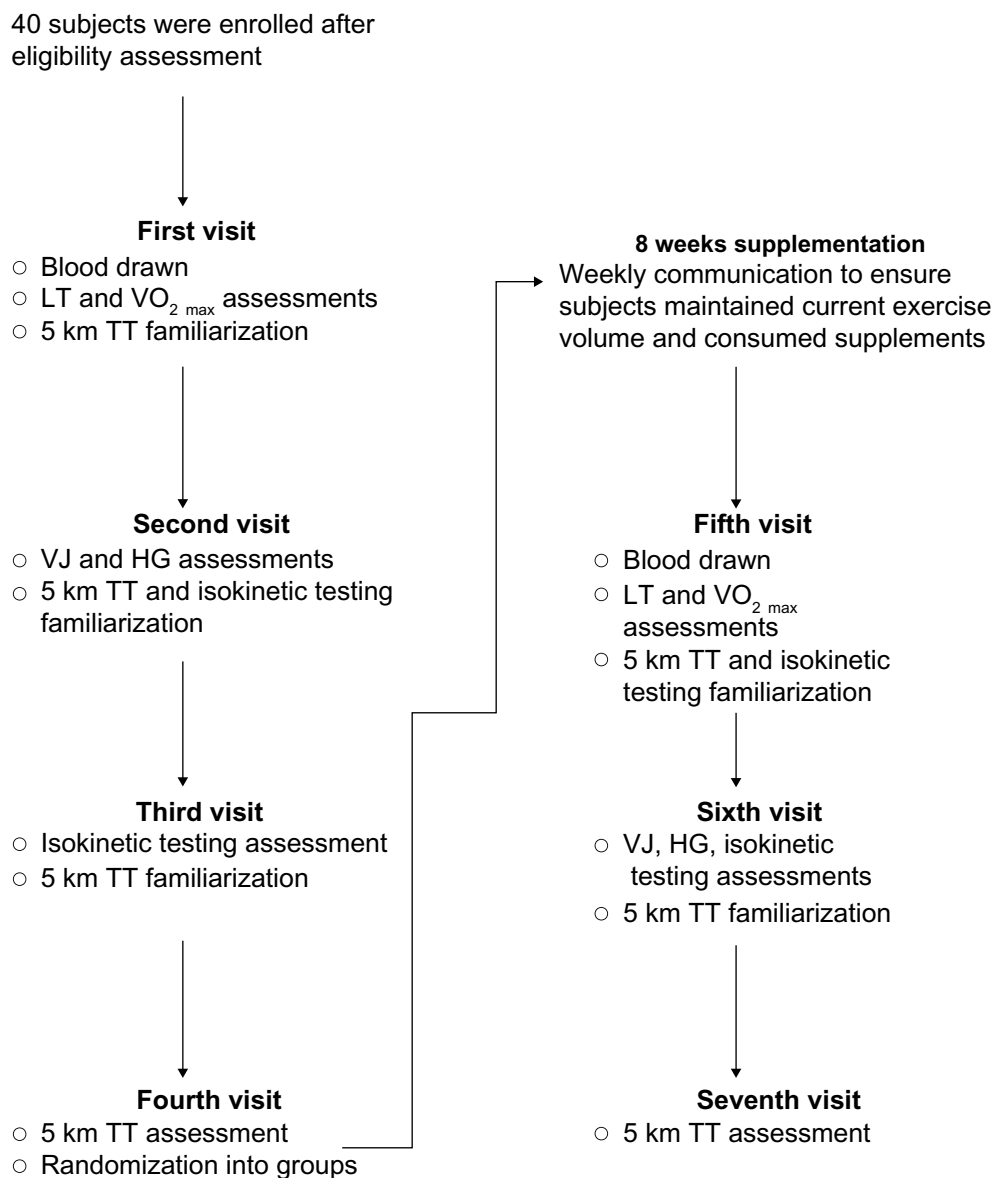 40 subjects were enrolled after
eligibility assessment
First visit
○ Blood drawn
○ LT and VO₂ max assessments
○ 5 km TT familiarization
Second visit
○ VJ and HG assessments
○ 5 km TT and isokinetic testing
familiarization
Third visit
○ Isokinetic testing assessment
○ 5 km TT familiarization
Fourth visit
○ 5 km TT assessment
○ Randomization into groups
8 weeks supplementation
Weekly communication to ensure
subjects maintained current exercise
volume and consumed supplements
Fifth visit
○ Blood drawn
○ LT and VO₂ max
assessments
○ 5 km TT and isokinetic
testing familiarization
Sixth visit
○ VJ, HG, isokinetic
testing assessments
○ 5 km TT familiarization
Seventh visit
○ 5 km TT assessment